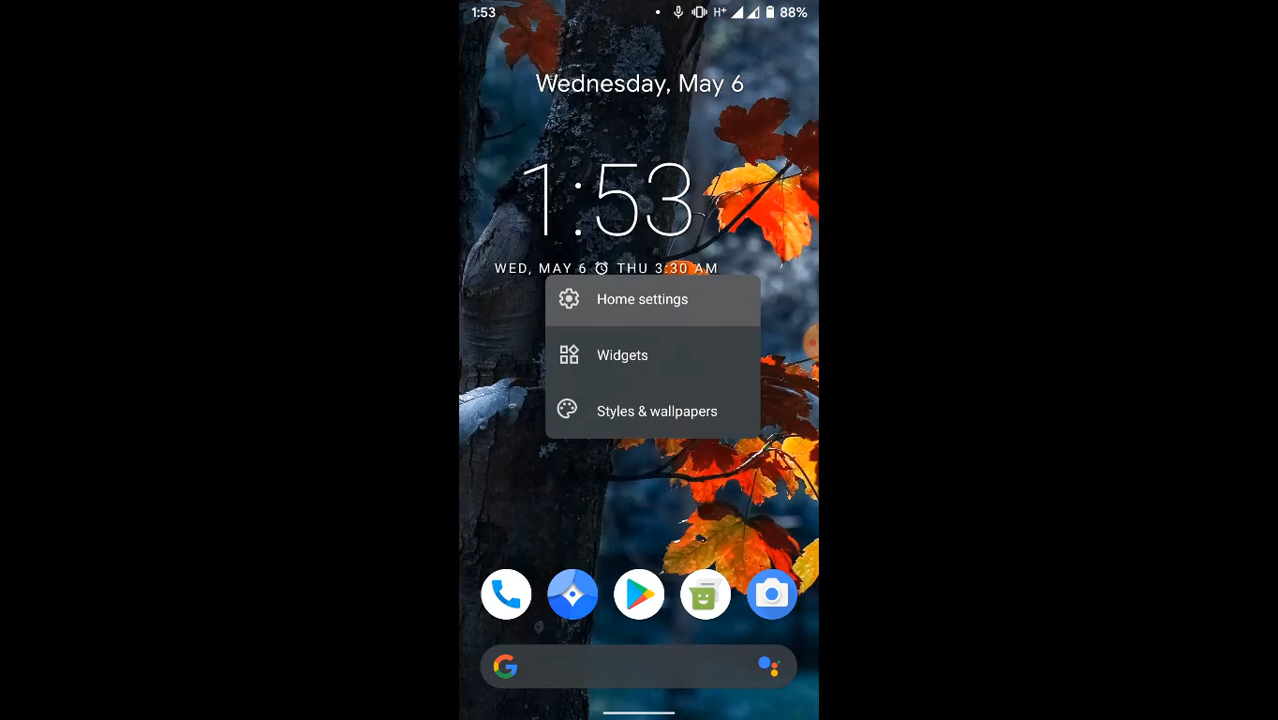 1:53 H+ 88%
Wednesday, May 6
1:53
WED, MAY 6 THU 3:30 AM
Home settings
Widgets
Styles & wallpapers
G